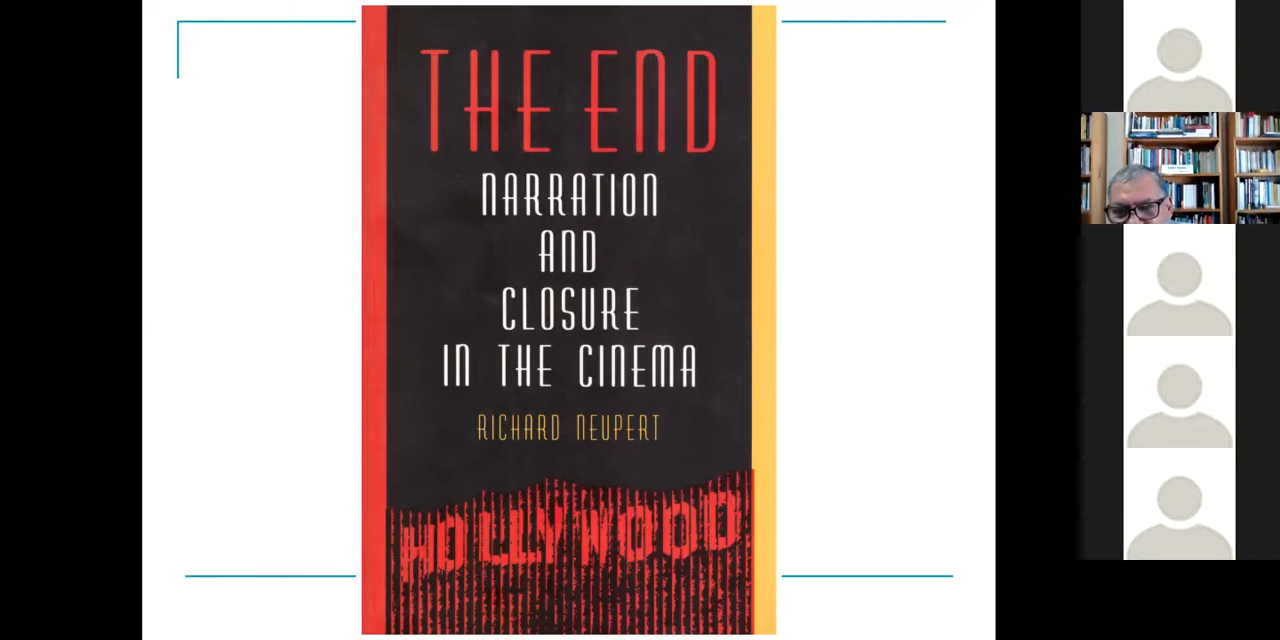 THE END
NARRATION
AND
CLOSURE
IN THE CINEMA
RICHARD NEUPERT
HOLLYWOOD